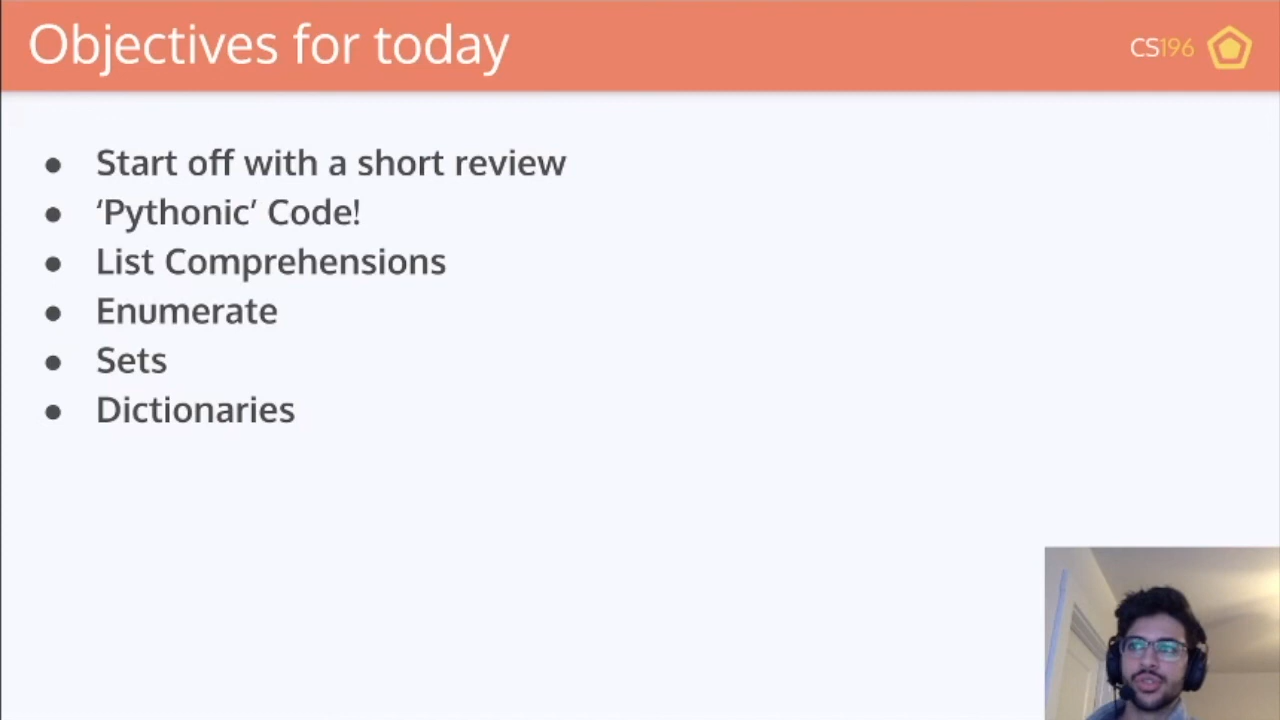 Objectives for today
CS196
● Start off with a short review
● ‘Pythonic’ Code!
● List Comprehensions
● Enumerate
● Sets
● Dictionaries